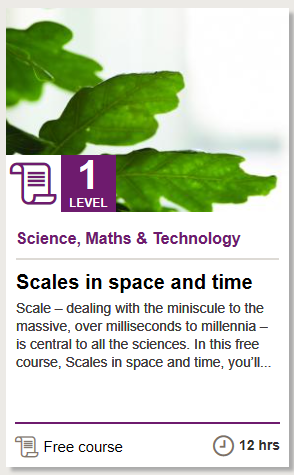 1
LEVEL
Science, Maths & Technology
Scales in space and time
Scale – dealing with the miniscule to the
massive, over milliseconds to millennia –
is central to all the sciences. In this free
course, Scales in space and time, you'll...
Free course 12 hrs